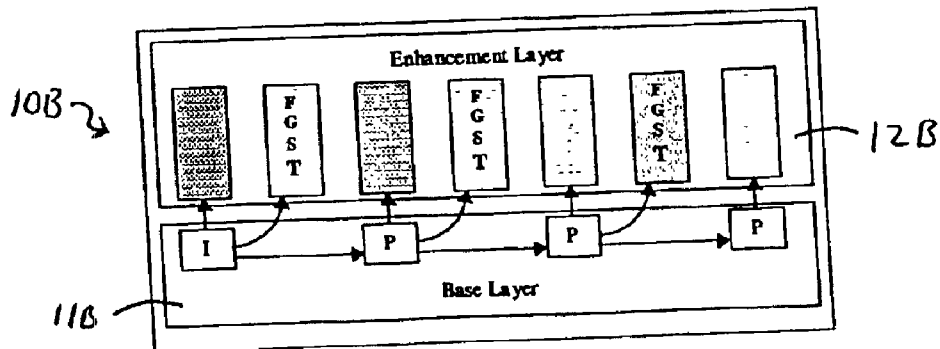 Enhancement Layer
10B
F G S T
F G S T
F G S T
12B
I
P
P
P
Base Layer
11B